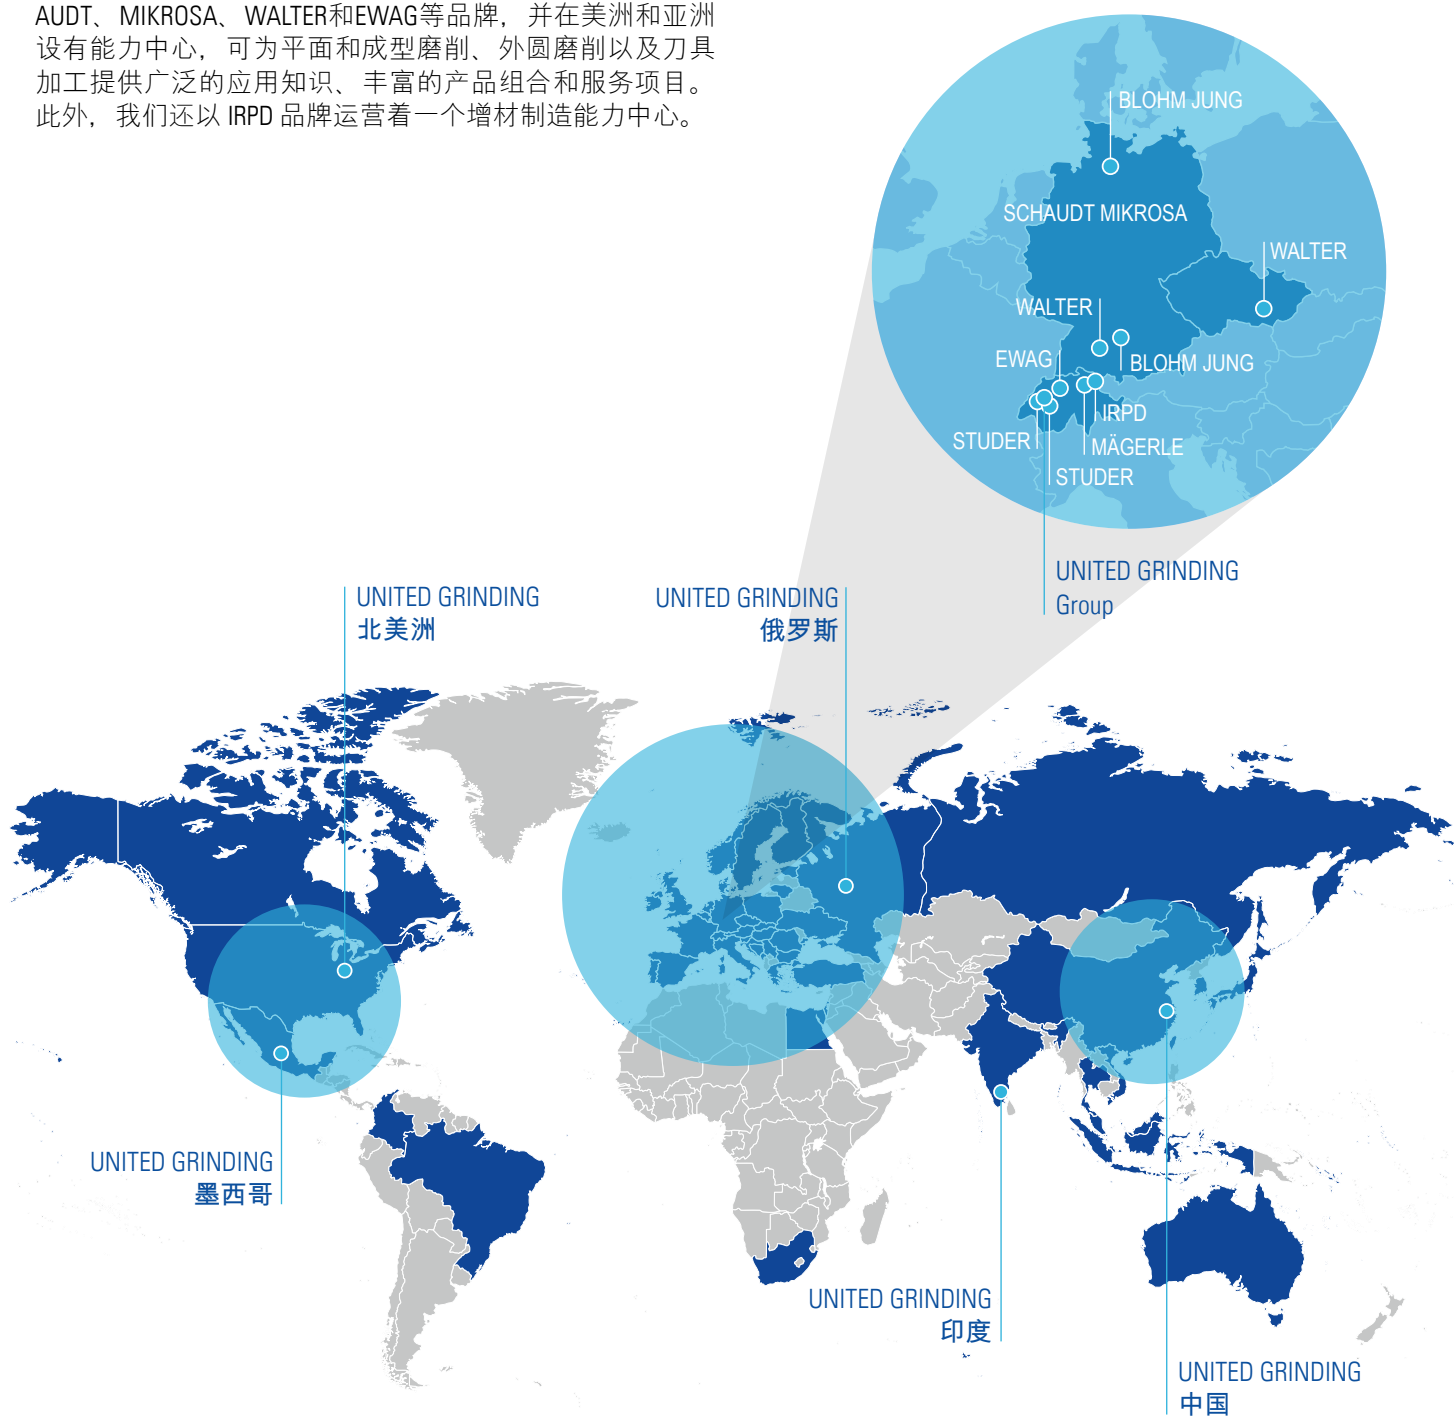 AUDT、MIKROSA、WALTER和EWAG等品牌，并在美洲和亚洲
设有能力中心，可为平面和成型磨削、外圆磨削以及刀具
加工提供广泛的应用知识、丰富的产品组合和服务项目。
此外，我们还以 IRPD 品牌运营着一个增材制造能力中心。
BLOHM JUNG
SCHAUDT MIKROSA
WALTER
WALTER
EWAG
BLOHM JUNG
IRPD
STUDER
MÄGERLE
STUDER
UNITED GRINDING
Group
UNITED GRINDING
北美洲
UNITED GRINDING
俄罗斯
UNITED GRINDING
墨西哥
UNITED GRINDING
印度
UNITED GRINDING
中国